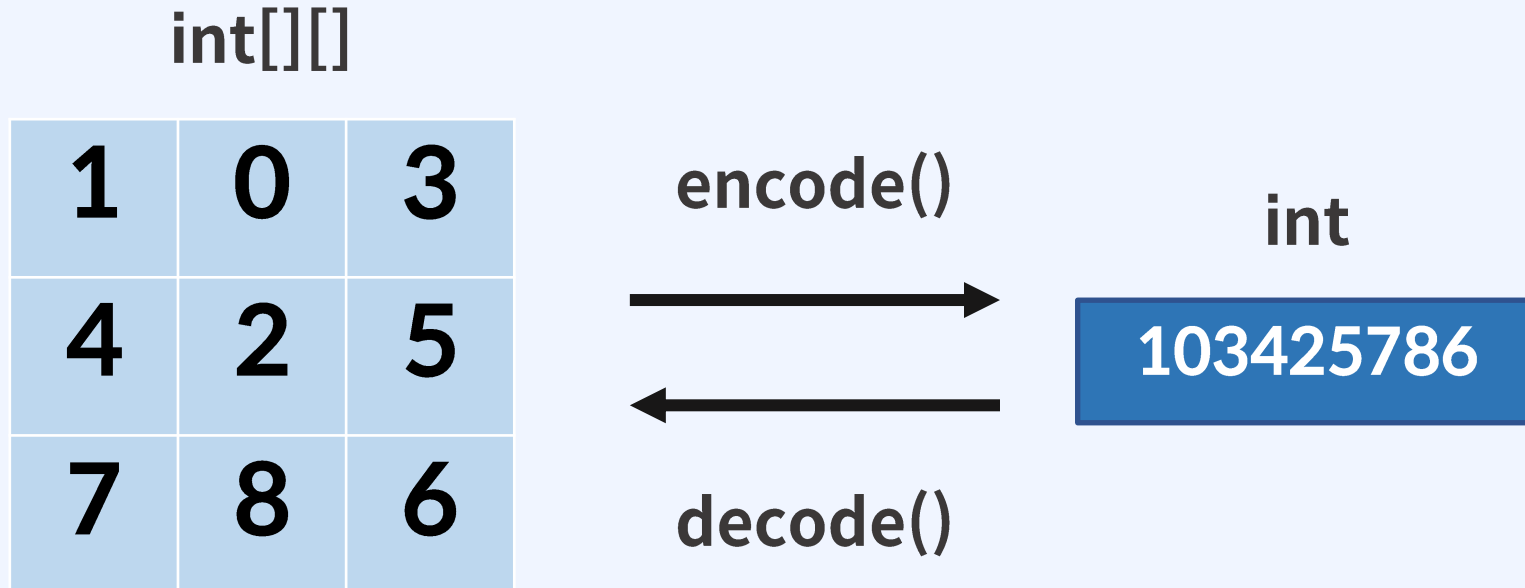 int[][]
1 0 3
4 2 5
7 8 6
encode()
decode()
int
103425786